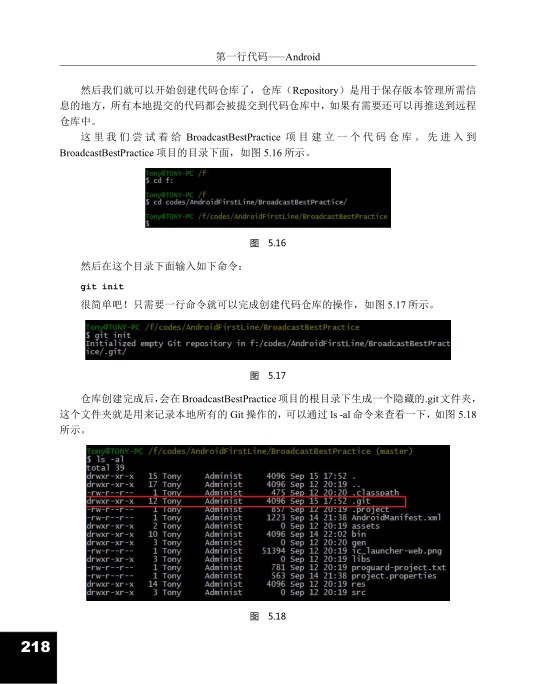 第一行代码——Android
然后我们就可以开始创建代码仓库了，仓库（Repository）是用于保存版本管理所需信
息的地方，所有本地提交的代码都会被提交到代码仓库中，如果有需要还可以再推送到远程
仓库中。
这里我们尝试着给 BroadcastBestPractice 项目建立一个代码仓库。先进入到
BroadcastBestPractice 项目的目录下面，如图 5.16 所示。
Tony@TONY-PC /f
$ cd f:
Tony@TONY-PC /f
$ cd codes/AndroidFirstLine/BroadcastBestPractice/
Tony@TONY-PC /f/codes/AndroidFirstLine/BroadcastBestPractice
$
图 5.16
然后在这个目录下面输入如下命令：
git init
很简单吧！只需要一行命令就可以完成创建代码仓库的操作，如图 5.17 所示。
Tony@TONY-PC /f/codes/AndroidFirstLine/BroadcastBestPractice
$ git init
Initialized empty Git repository in f:/codes/AndroidFirstLine/BroadcastBestPract
ice/.git/
图 5.17
仓库创建完成后，会在 BroadcastBestPractice 项目的根目录下生成一个隐藏的.git 文件夹，
这个文件夹就是用来记录本地所有的 Git 操作的，可以通过 ls -al 命令来查看一下，如图 5.18
所示。
Tony@TONY-PC /f/codes/AndroidFirstLine/BroadcastBestPractice (master)
$ ls -al
total 39
drwxr-xr-x 15 Tony Administ 4096 Sep 15 17:52 .
drwxr-xr-x 17 Tony Administ 4096 Sep 12 20:19 ..
-rw-r--r-- 1 Tony Administ 475 Sep 12 20:20 .classpath
drwxr-xr-x 12 Tony Administ 4096 Sep 15 17:52 .git
-rw-r--r-- 1 Tony Administ 857 Sep 12 20:19 .project
-rw-r--r-- 1 Tony Administ 1223 Sep 14 21:38 AndroidManifest.xml
drwxr-xr-x 2 Tony Administ 0 Sep 12 20:19 assets
drwxr-xr-x 10 Tony Administ 4096 Sep 14 22:02 bin
drwxr-xr-x 3 Tony Administ 0 Sep 12 20:20 gen
-rw-r--r-- 1 Tony Administ 51394 Sep 12 20:19 ic_launcher-web.png
drwxr-xr-x 3 Tony Administ 0 Sep 12 20:19 libs
-rw-r--r-- 1 Tony Administ 781 Sep 12 20:19 proguard-project.txt
-rw-r--r-- 1 Tony Administ 563 Sep 14 21:38 project.properties
drwxr-xr-x 14 Tony Administ 4096 Sep 12 20:19 res
drwxr-xr-x 3 Tony Administ 0 Sep 12 20:19 src
图 5.18
218